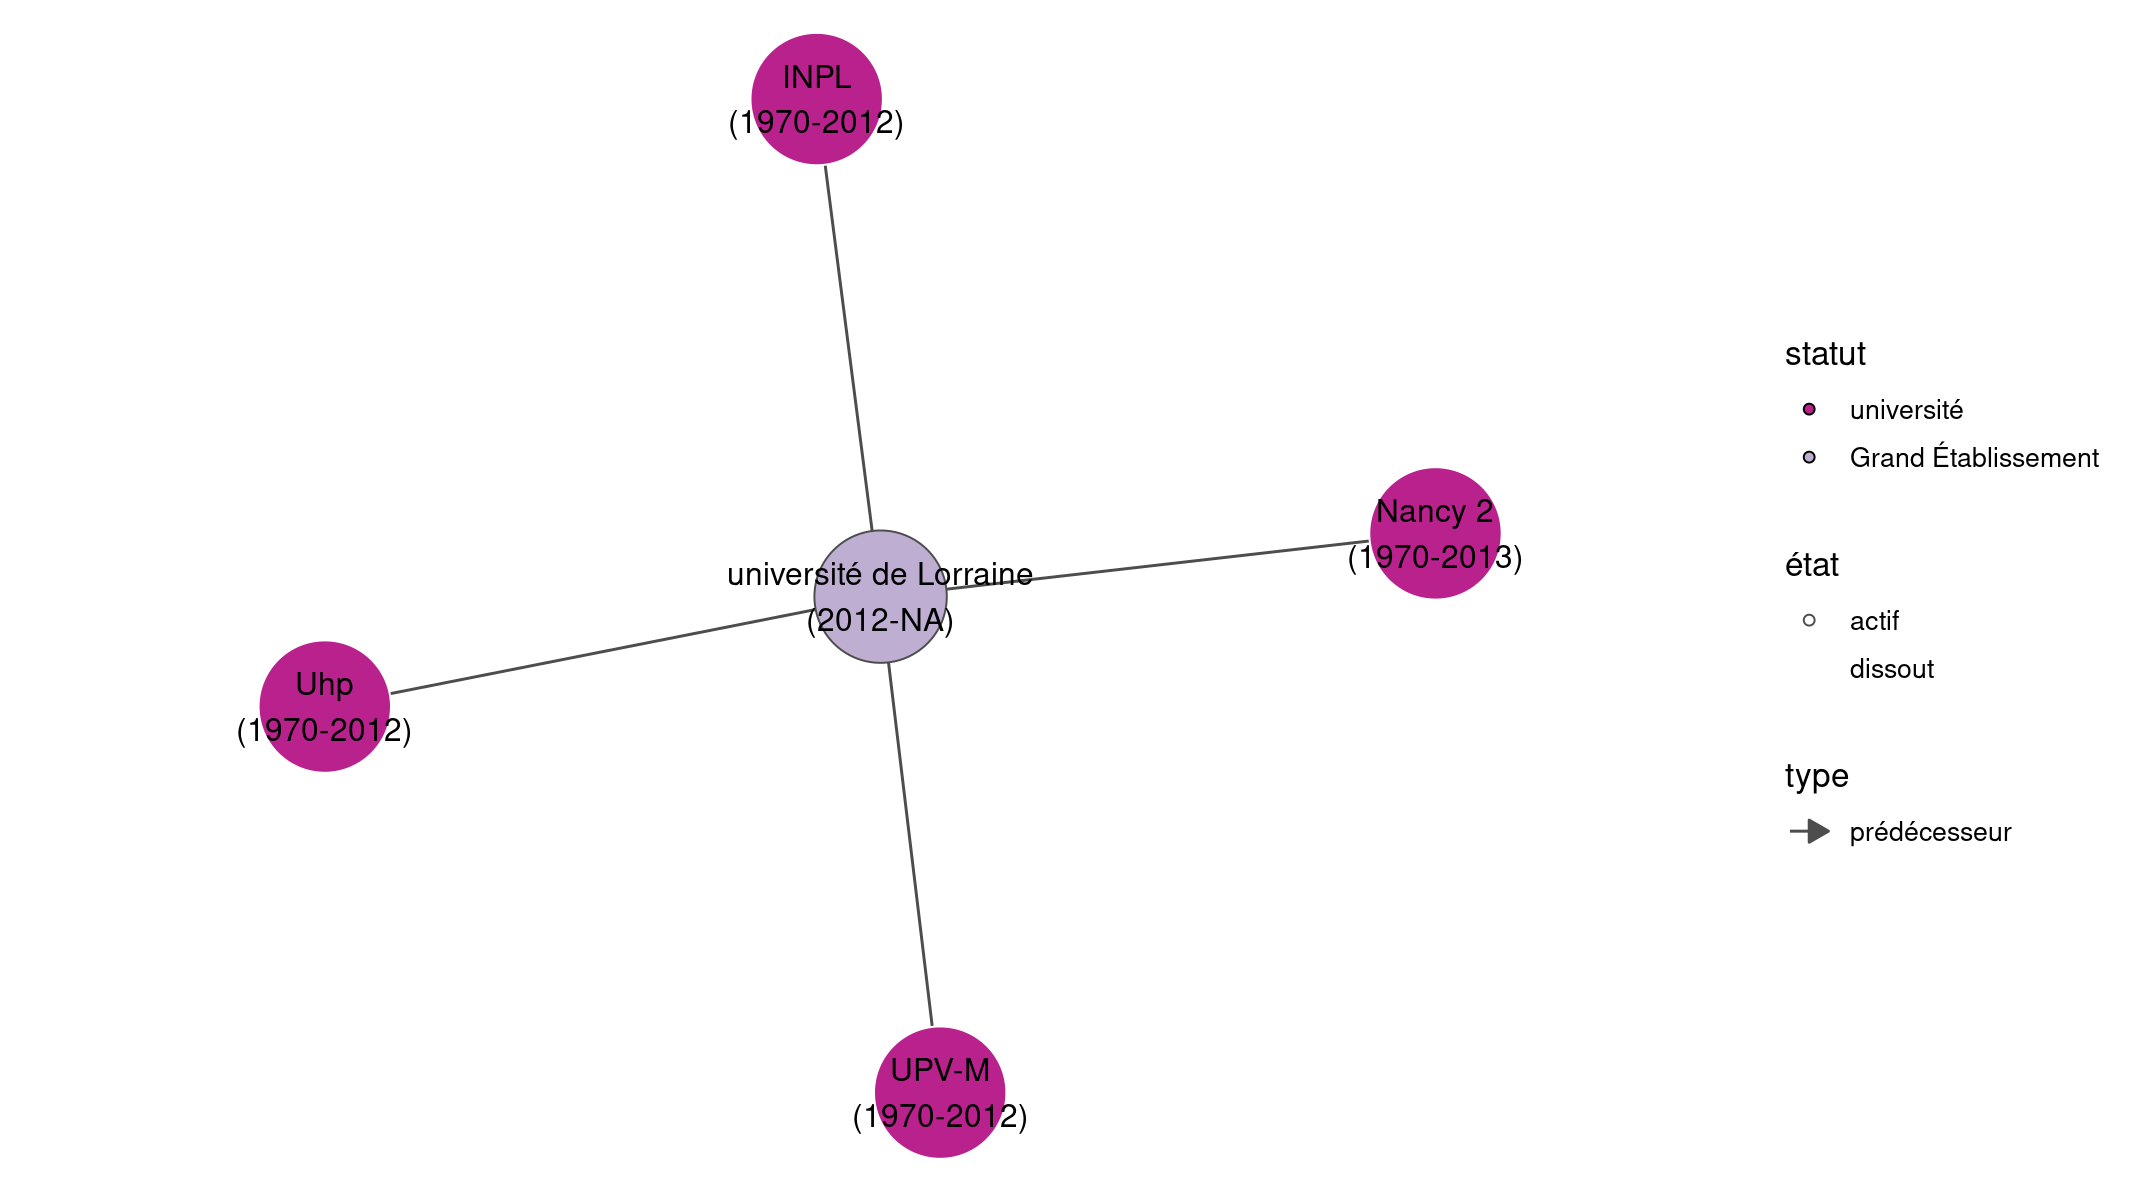 INPL
(1970-2012)
Nancy 2
(1970-2013)
université de Lorraine
(2012-NA)
Uhp
(1970-2012)
UPV-M
(1970-2012)
statut
université
Grand Établissement
état
actif
dissout
type
prédécesseur